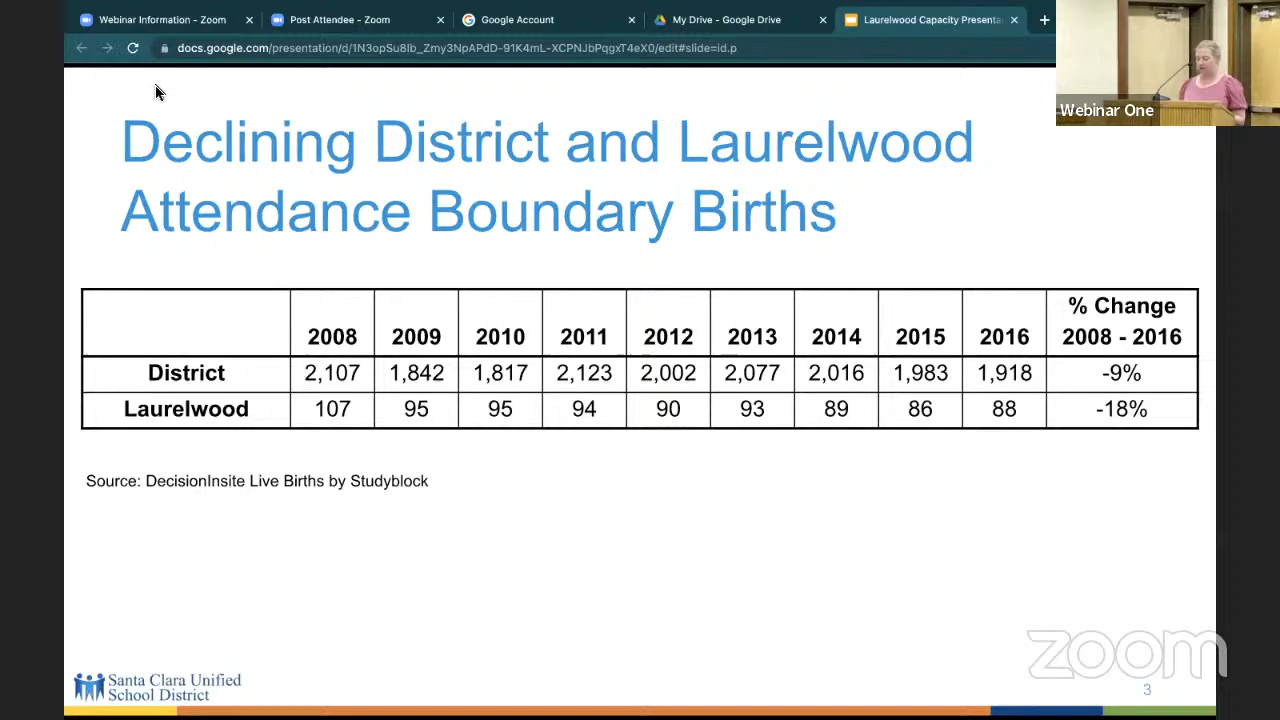 Webinar Information - Zoom
Post Attendee - Zoom
Google Account
My Drive - Google Drive
Laurelwood Capacity Presenta
docs.google.com/presentation/d/1N3opSu8Ib_Zmy3NpAPdD-91K4mL-XCPNJbPqgxT4eX0/edit#slide=id.p
Webinar One
Declining District and Laurelwood
Attendance Boundary Births
2008 2009 2010 2011 2012 2013 2014 2015 2016 % Change 2008 - 2016
District 2,107 1,842 1,817 2,123 2,002 2,077 2,016 1,983 1,918 -9%
Laurelwood 107 95 95 94 90 93 89 86 88 -18%
Source: DecisionInsite Live Births by Studyblock
zoom
Santa Clara Unified
School District
3